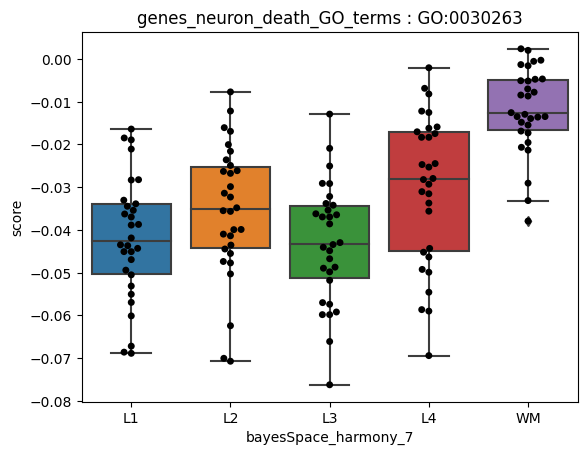 genes_neuron_death_GO_terms : GO:0030263
0.00
−0.01
−0.02
−0.03
−0.04
−0.05
−0.06
−0.07
−0.08
score
L1 L2 L3 L4 WM
bayesSpace_harmony_7